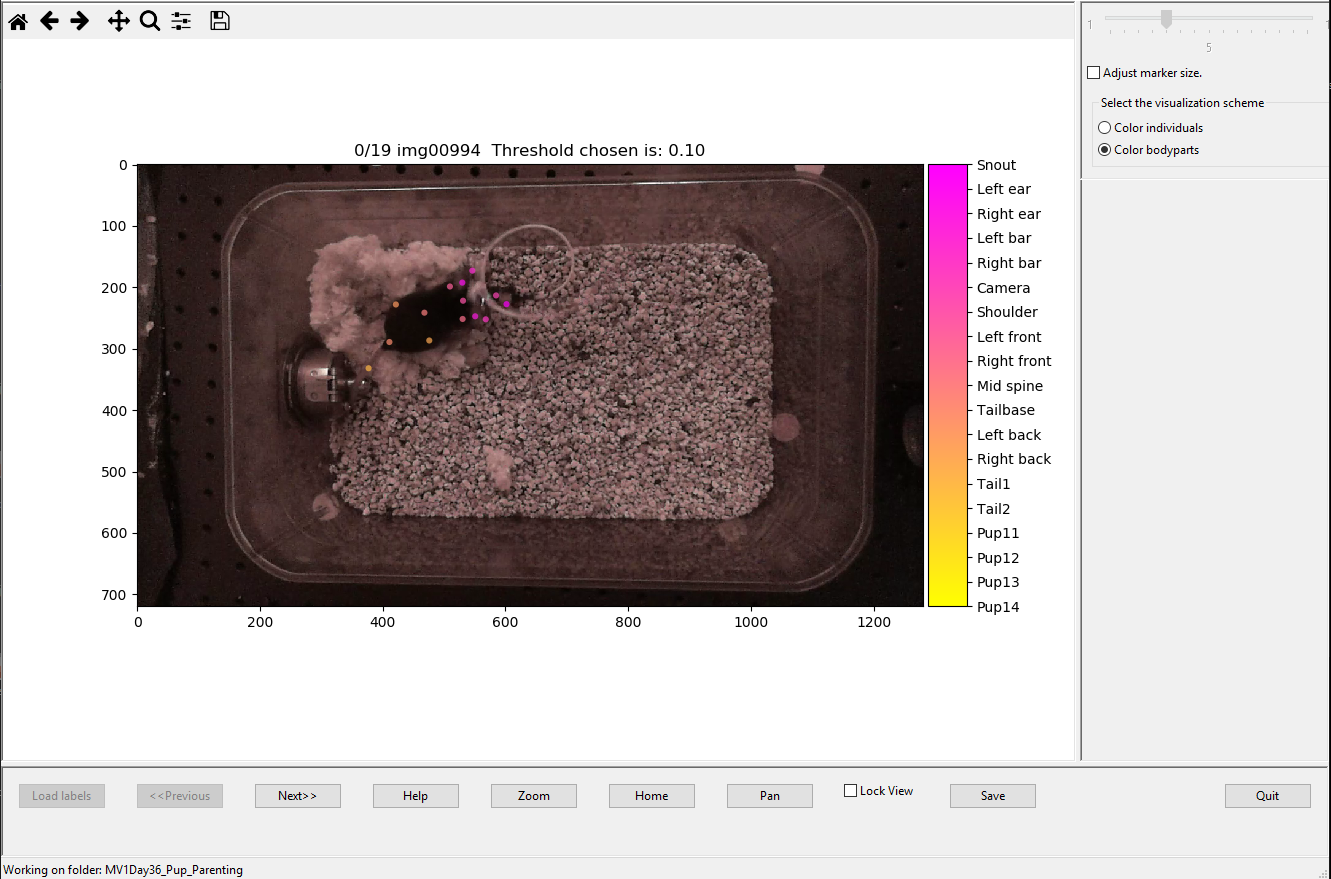 1
5
Adjust marker size.
Select the visualization scheme
Color individuals
Color bodyparts
0/19 img00994 Threshold chosen is: 0.10
0
100
200
300
400
500
600
700
0
200
400
600
800
1000
1200
Snout
Left ear
Right ear
Left bar
Right bar
Camera
Shoulder
Left front
Right front
Mid spine
Tailbase
Left back
Right back
Tail1
Tail2
Pup11
Pup12
Pup13
Pup14
Load labels
<<Previous
Next>>
Help
Zoom
Home
Pan
Lock View
Save
Quit
Working on folder: MV1Day36_Pup_Parenting